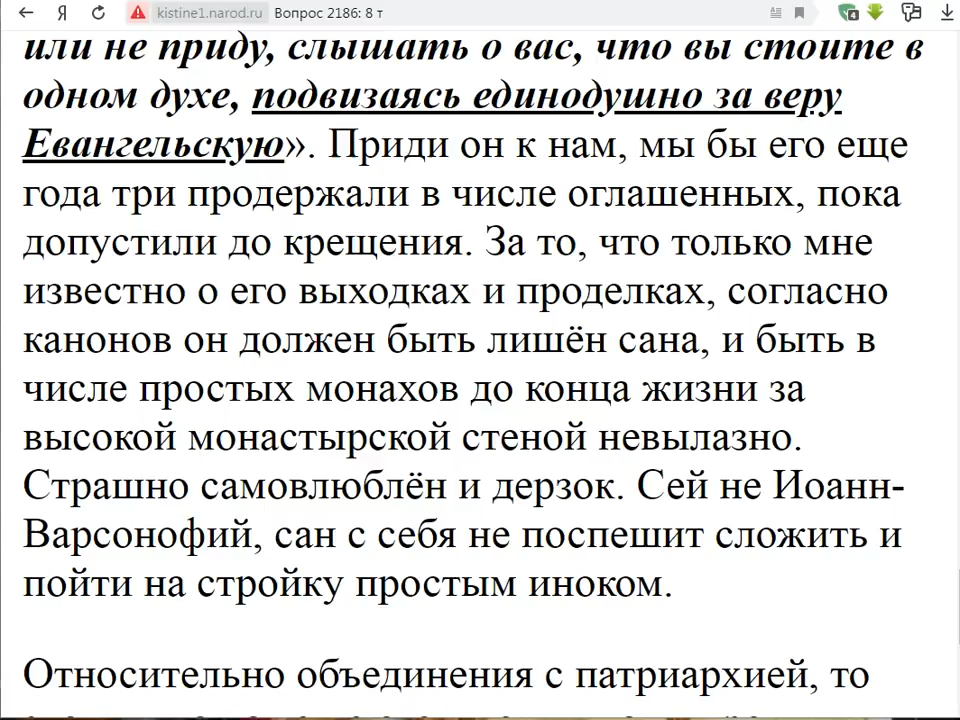 kistine1.narod.ru Вопрос 2186: 8 т
или не приду, слышать о вас, что вы стоите в
одном духе, подвизаясь единодушно за веру
Евангельскую». Приди он к нам, мы бы его еще
года три продержали в числе оглашенных, пока
допустили до крещения. За то, что только мне
известно о его выходках и проделках, согласно
канонов он должен быть лишён сана, и быть в
числе простых монахов до конца жизни за
высокой монастырской стеной невылазно.
Страшно самовлюблён и дерзок. Сей не Иоанн-
Варсонофий, сан с себя не поспешит сложить и
пойти на стройку простым иноком.
Относительно объединения с патриархией, то